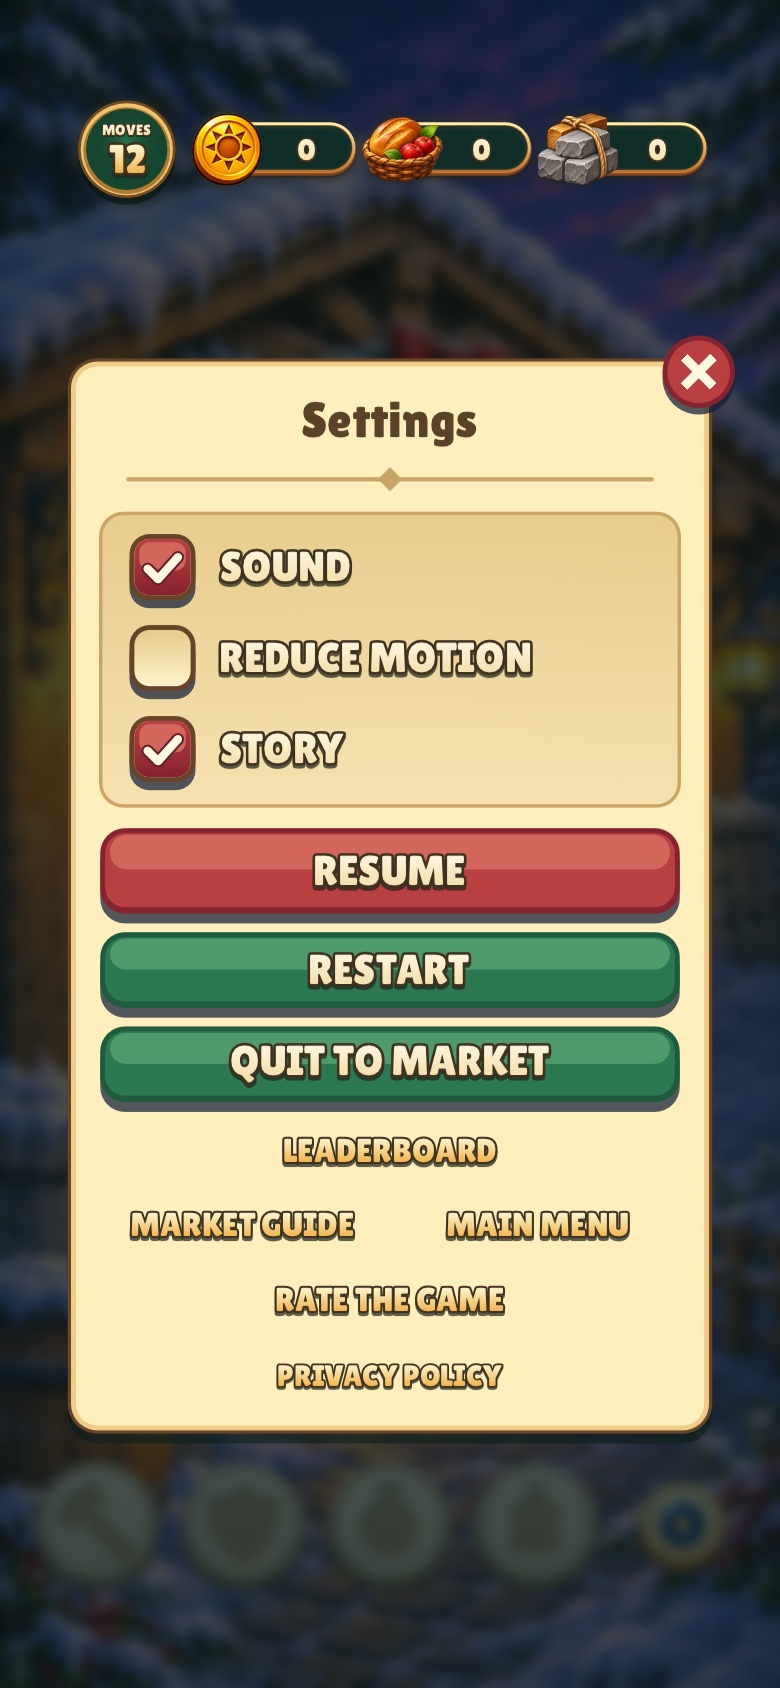 MOVES
12
0
0
0
Settings
SOUND
REDUCE MOTION
STORY
RESUME
RESTART
QUIT TO MARKET
LEADERBOARD
MARKET GUIDE
MAIN MENU
RATE THE GAME
PRIVACY POLICY